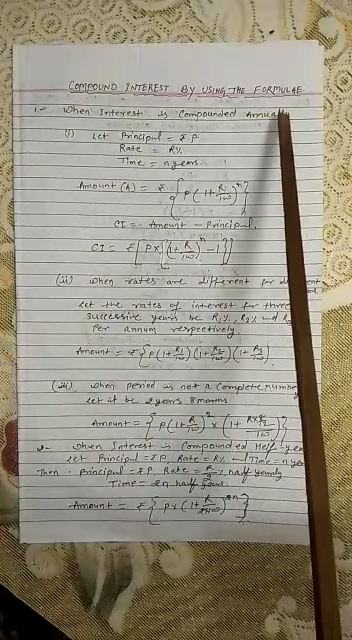 COMPOUND INTEREST BY USING THE FORMULAE.
1- When Interest is Compounded Annually
(i) Let Principal = ₹ P
Rate = R%
Time = n years.
Amount (A) = ₹ {P(1+R/100)^n}
CI = Amount - Principal.
CI = ₹[P×{(1+R/100)^n-1}]
(ii) When rates are different for different
Let the rates of interest for three
successive years be R1%, R2% and R3
Per annum respectively
Amount = ₹{P(1+R1/100)(1+R2/100)(1+R3/100)
(iii) When period is not a complete number
Let it be 2 years 8 months
Amount = {P(1+R/100)^2×(1+
2- When Interest is Compounded Half-yea
Let Principal = ₹P, Rate = R% Time = n yea
Then Principal = ₹P, Rate = R/2% half yearly
Time = 2n half years.
Amount = ₹{P×(1+R/2×100)^2n}